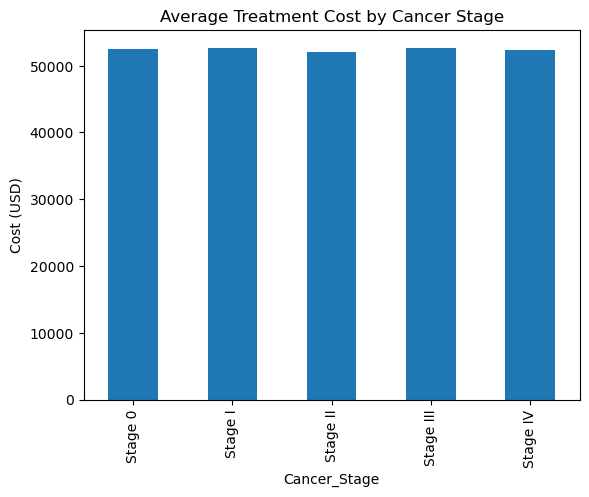 Average Treatment Cost by Cancer Stage
Cost (USD)
50000
40000
30000
20000
10000
0
Stage 0
Stage I
Stage II
Stage III
Stage IV
Cancer_Stage